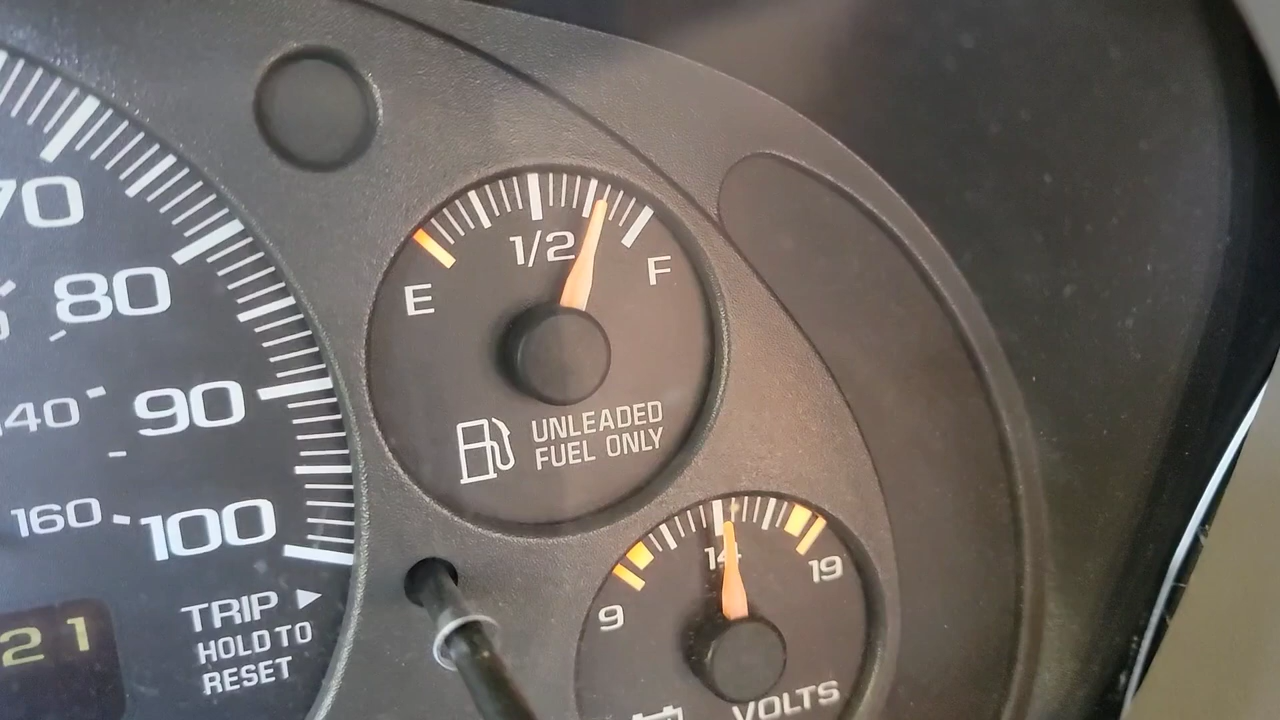 70
80
90
140
100
160
21
TRIP
HOLD TO
RESET
1/2
E
F
UNLEADED
FUEL ONLY
14
9
19
VOLTS